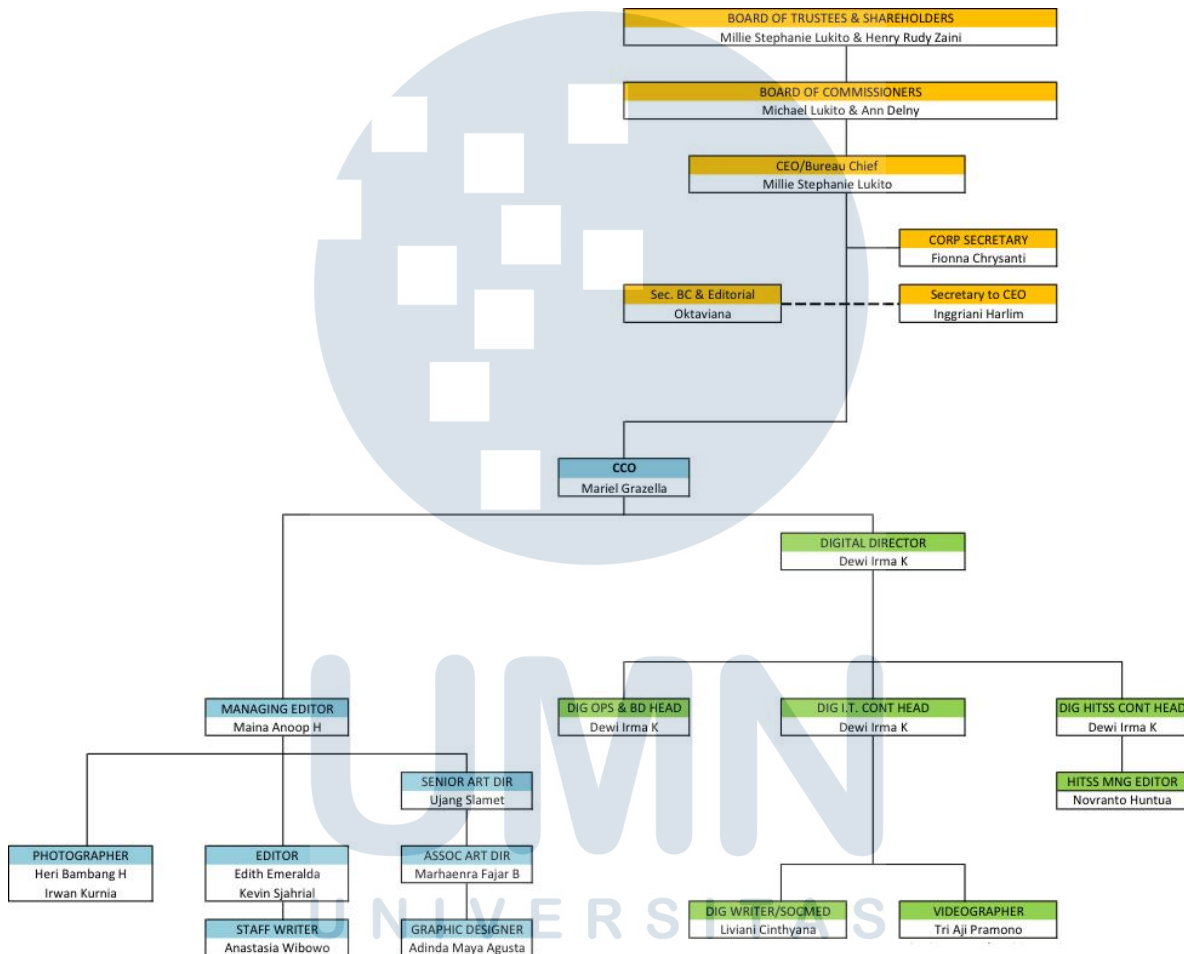 BOARD OF TRUSTEES & SHAREHOLDERS
Millie Stephanie Lukito & Henry Rudy Zaini
BOARD OF COMMISSIONERS
Michael Lukito & Ann Delny
CEO/Bureau Chief
Millie Stephanie Lukito
CORP SECRETARY
Fionna Chrysanti
Sec. BC & Editorial
Oktaviana
Secretary to CEO
Inggriani Harlim
CCO
Mariel Grazella
DIGITAL DIRECTOR
Dewi Irma K
MANAGING EDITOR
Maina Anoop H
DIG OPS & BD HEAD
Dewi Irma K
DIG I.T. CONT HEAD
Dewi Irma K
DIG HITSS CONT HEAD
Dewi Irma K
SENIOR ART DIR
Ujang Slamet
HITSS MNG EDITOR
Novranto Huntua
PHOTOGRAPHER
Heri Bambang H
Irwan Kurnia
EDITOR
Edith Emeralda
Kevin Sjahrial
ASSOC ART DIR
Marhaenra Fajar B
STAFF WRITER
Anastasia Wibowo
GRAPHIC DESIGNER
Adinda Maya Agusta
DIG WRITER/SOCMED
Liviani Cinthyana
VIDEOGRAPHER
Tri Aji Pramono
UMN
UNIVERSITAS